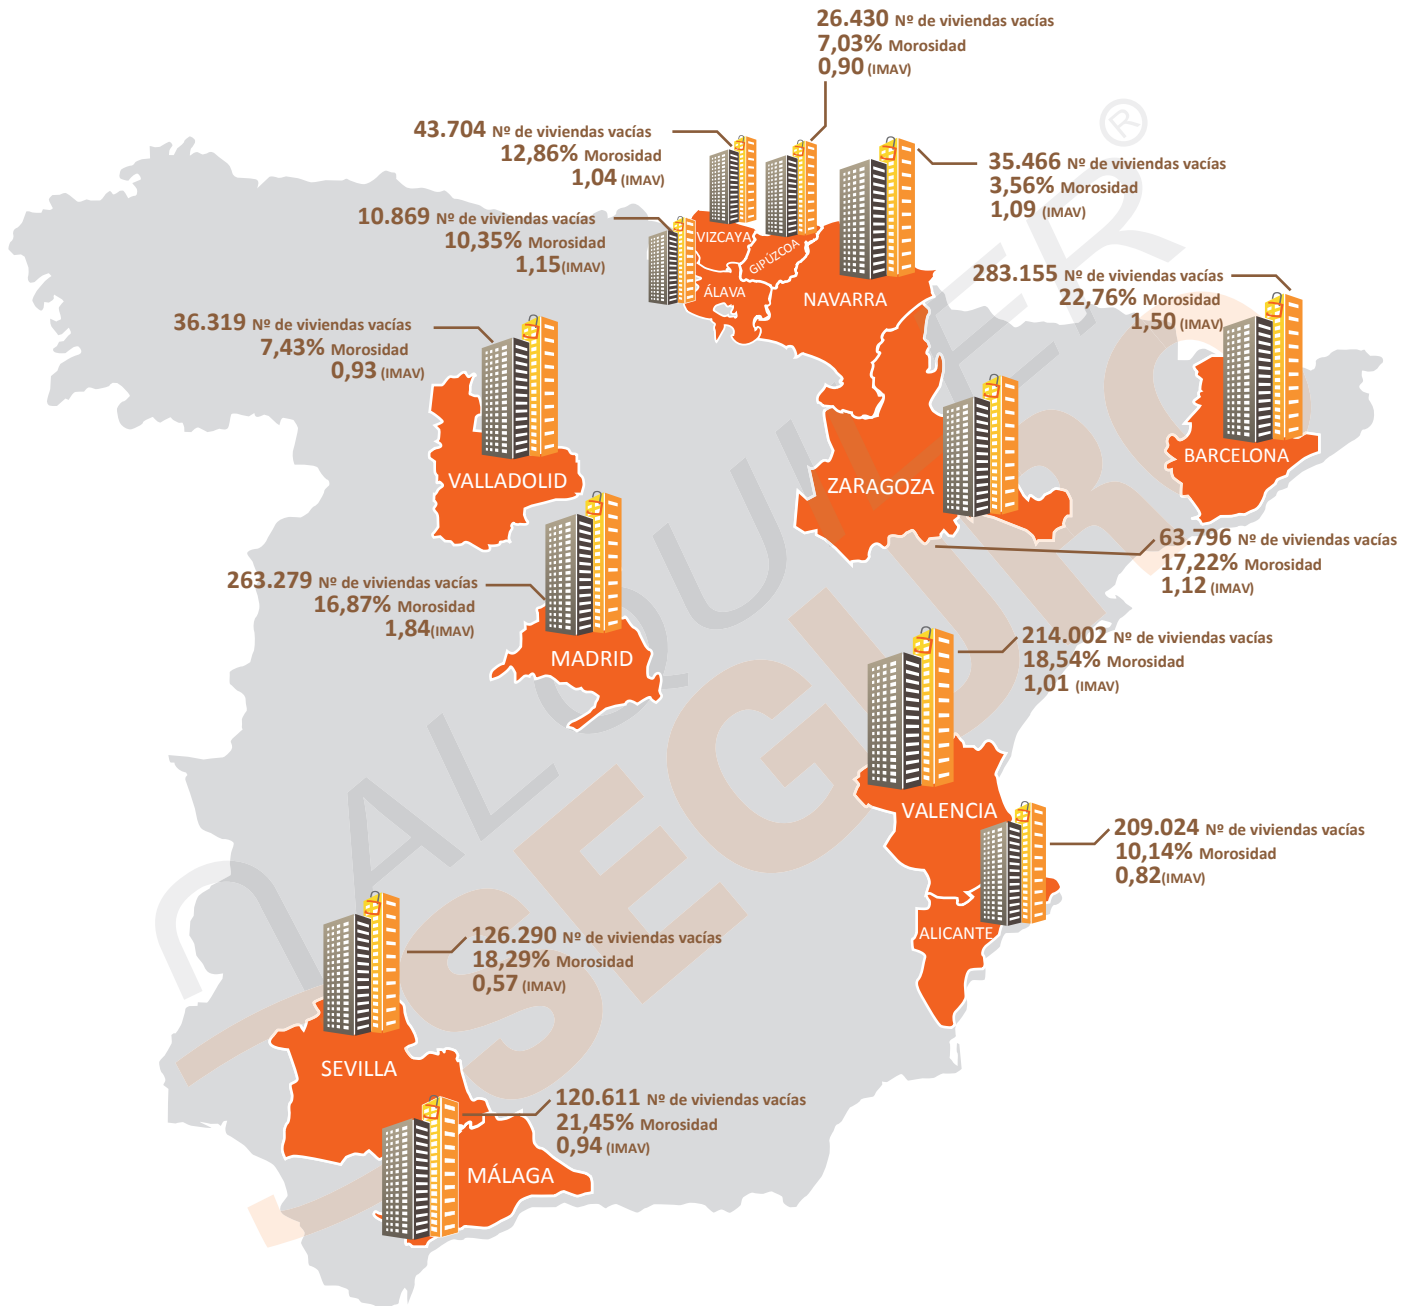 26.430 Nº de viviendas vacías
7,03% Morosidad
0,90 (IMAV)
43.704 Nº de viviendas vacías
12,86% Morosidad
1,04 (IMAV)
35.466 Nº de viviendas vacías
3,56% Morosidad
1,09 (IMAV)
10.869 Nº de viviendas vacías
10,35% Morosidad
1,15(IMAV)
VIZCAYA
GIPÚZCOA
ÁLAVA
NAVARRA
283.155 Nº de viviendas vacías
22,76% Morosidad
1,50 (IMAV)
36.319 Nº de viviendas vacías
7,43% Morosidad
0,93 (IMAV)
BARCELONA
VALLADOLID
ZARAGOZA
63.796 Nº de viviendas vacías
17,22% Morosidad
1,12 (IMAV)
263.279 Nº de viviendas vacías
16,87% Morosidad
1,84(IMAV)
MADRID
214.002 Nº de viviendas vacías
18,54% Morosidad
1,01 (IMAV)
VALENCIA
209.024 Nº de viviendas vacías
10,14% Morosidad
0,82(IMAV)
ALICANTE
126.290 Nº de viviendas vacías
18,29% Morosidad
0,57 (IMAV)
SEVILLA
120.611 Nº de viviendas vacías
21,45% Morosidad
0,94 (IMAV)
MÁLAGA
ALQUILER®
SEGURO